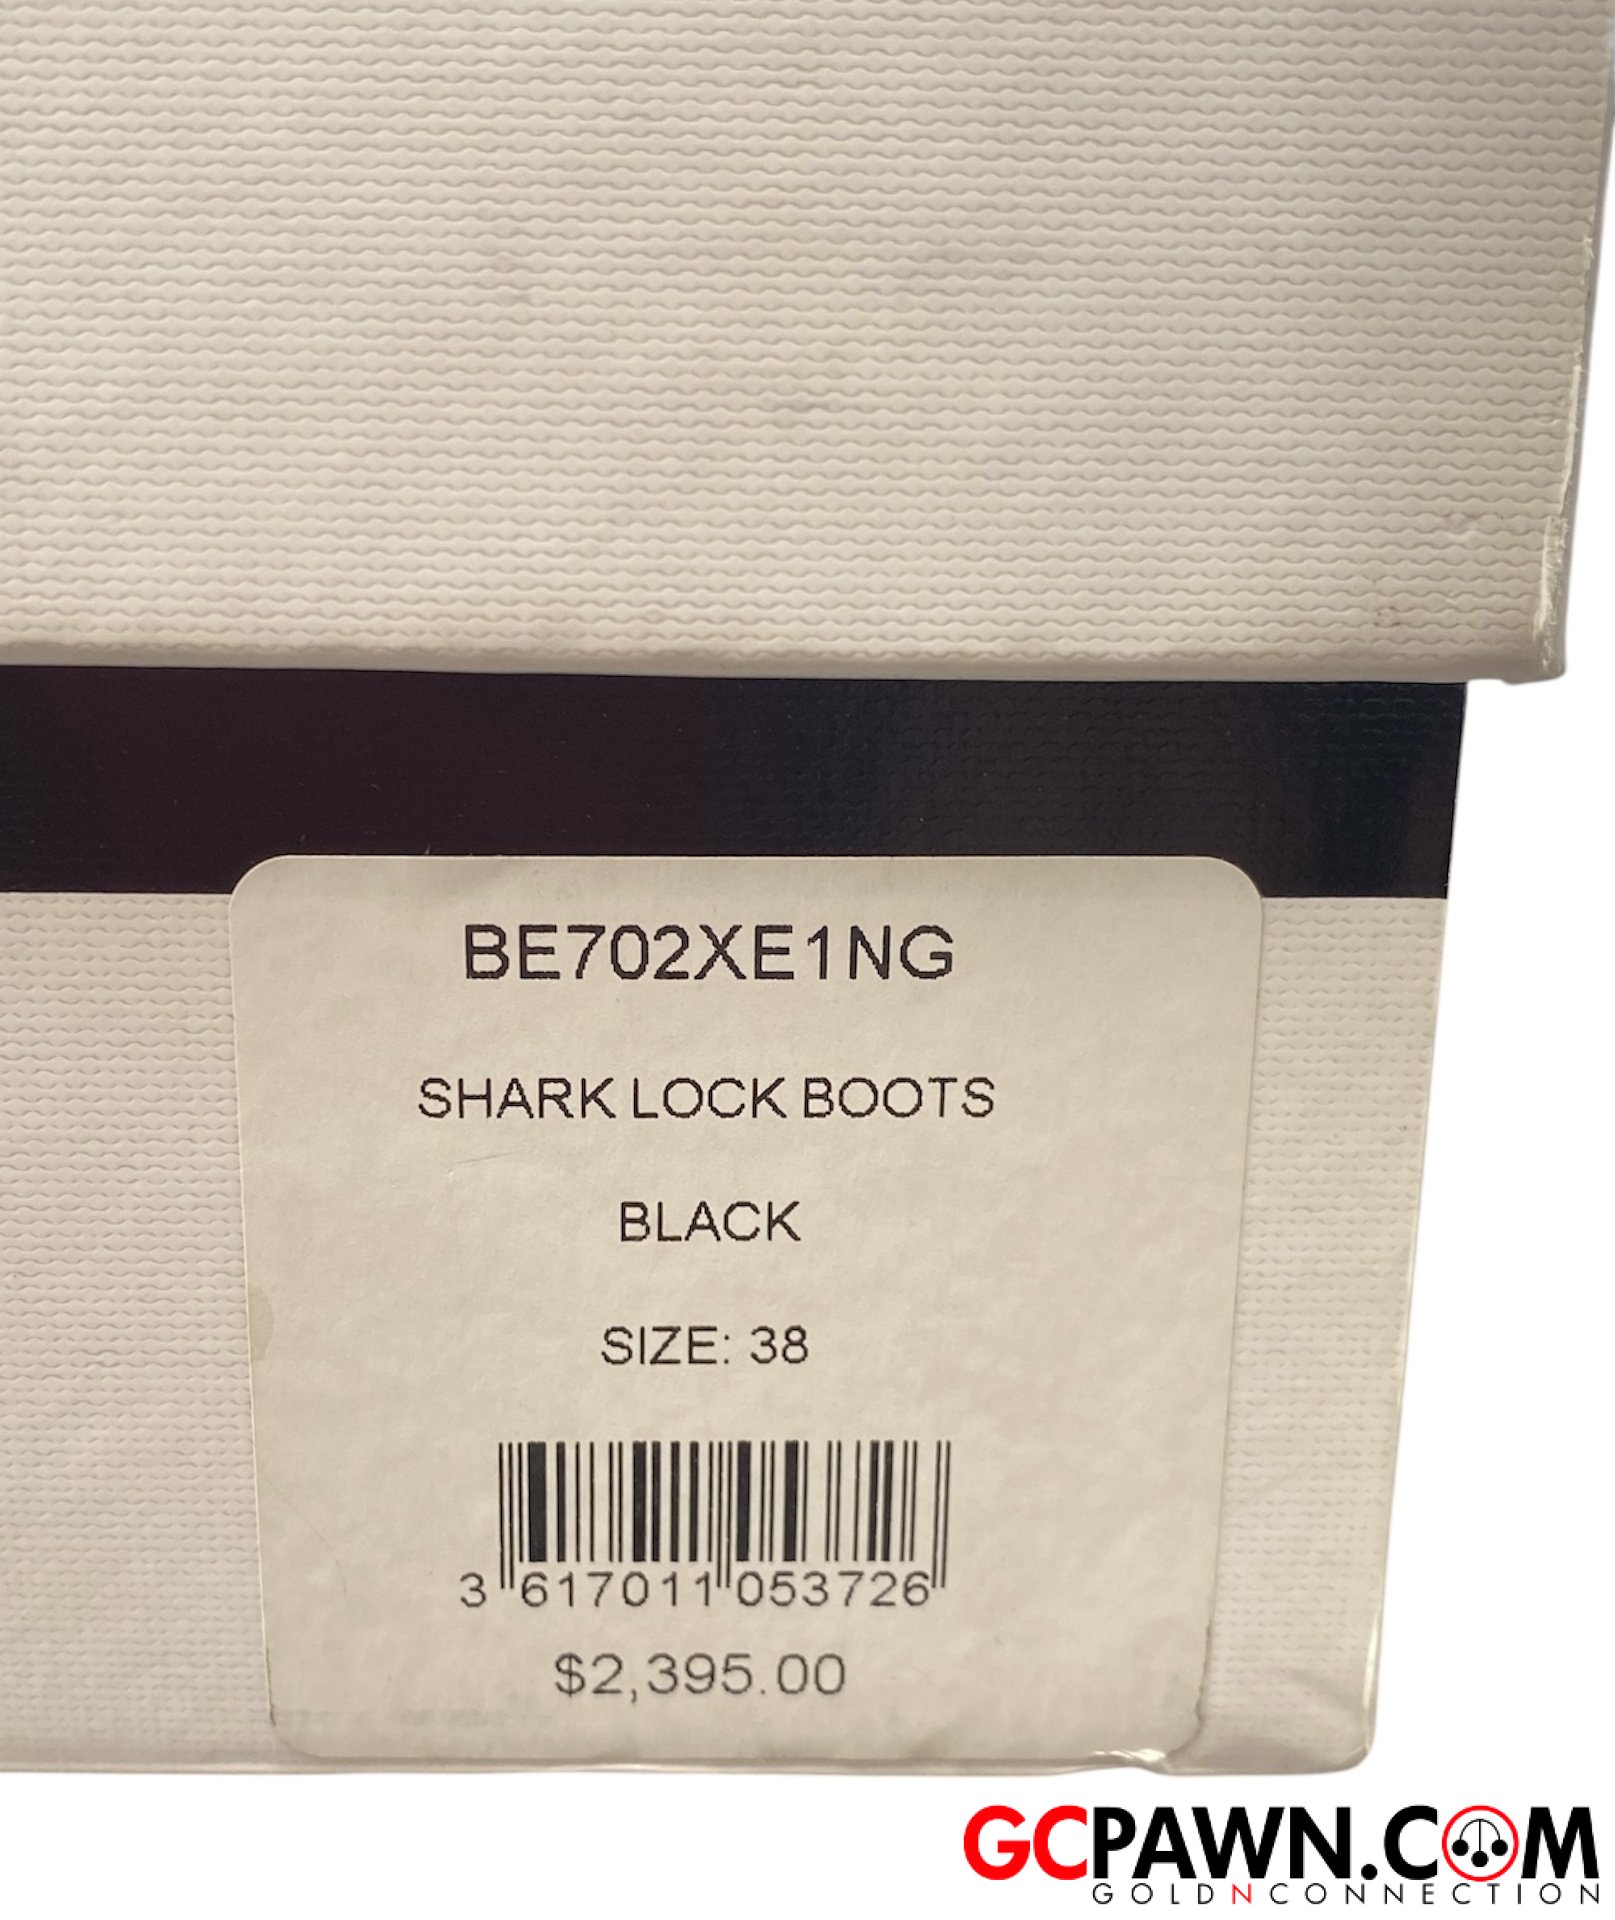 BE702XE1NG
SHARK LOCK BOOTS
BLACK
SIZE: 38
3 617011 053726
$2,395.00
GCPAWN.COM
GOLDNCONNECTION